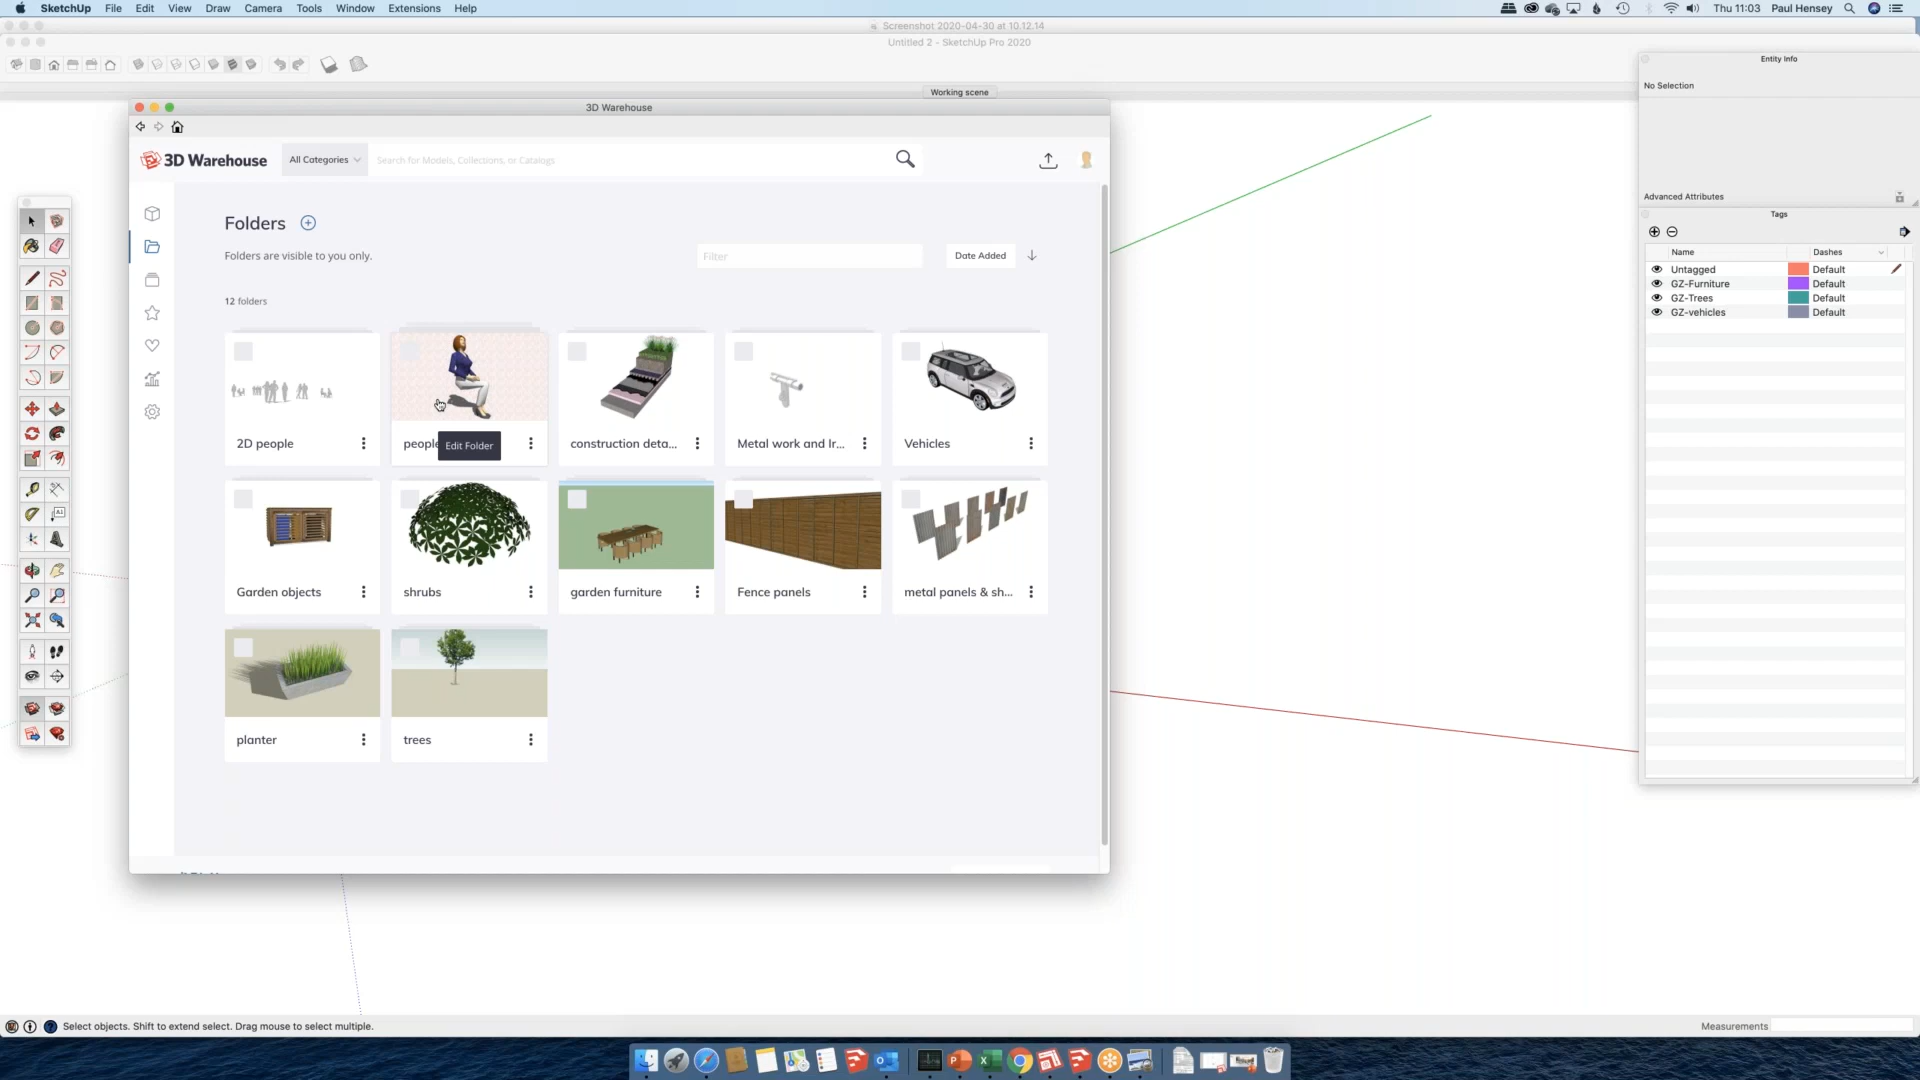 SketchUp File Edit View Draw Camera Tools Window Extensions Help
Thu 11:03 Paul Hensey
Screenshot 2020-04-30 at 10.12.14
Untitled 2 - SketchUp Pro 2020
Working scene
Entity Info
No Selection
Advanced Attributes
Tags
Name Dashes
Untagged Default
GZ-Furniture Default
GZ-Trees Default
GZ-vehicles Default
3D Warehouse
3D Warehouse All Categories Search for Models, Collections, or Catalogs
Folders
Folders are visible to you only.
Filter Date Added
12 folders
2D people
people
Edit Folder
construction deta...
Metal work and Ir...
Vehicles
Garden objects
shrubs
garden furniture
Fence panels
metal panels & sh...
planter
trees
Select objects. Shift to extend select. Drag mouse to select multiple.
Measurements